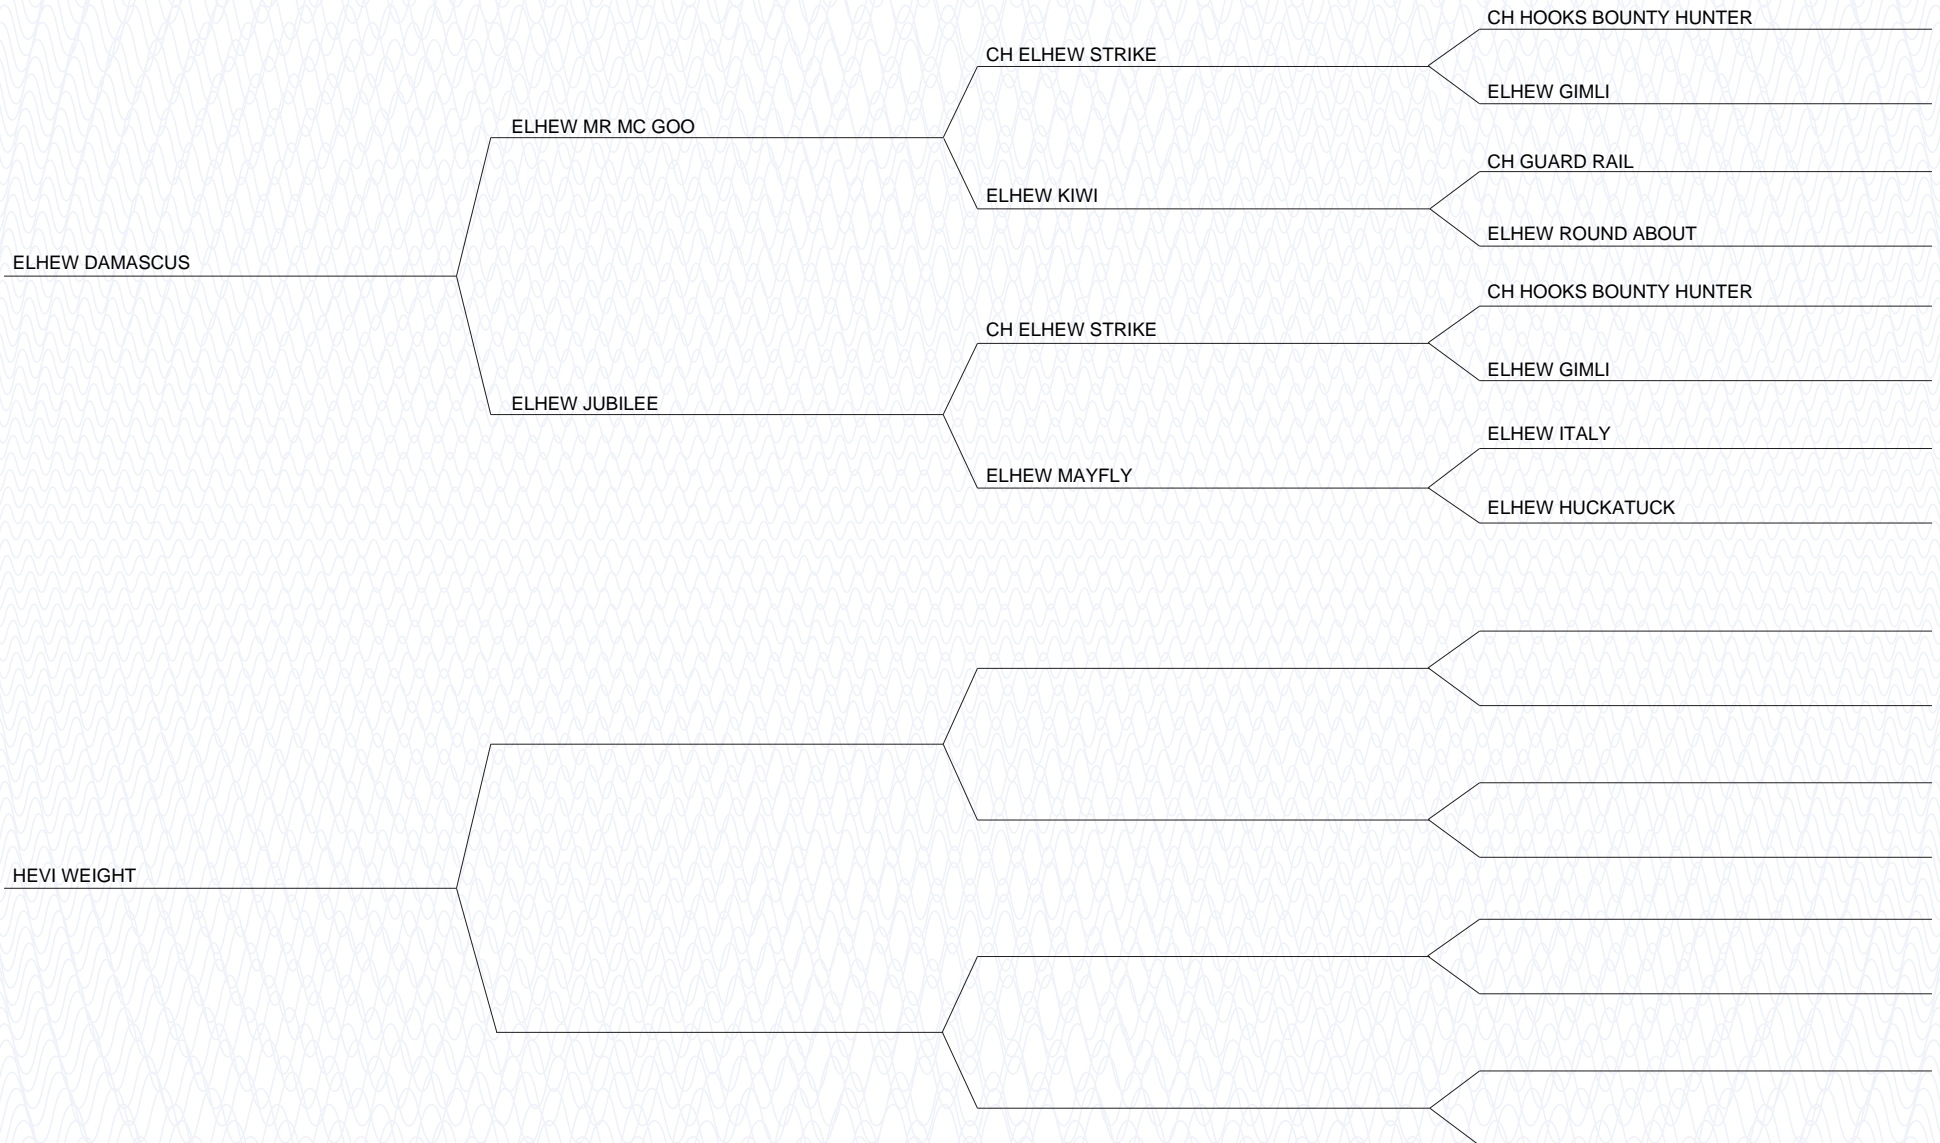 CH HOOKS BOUNTY HUNTER
CH ELHEW STRIKE
ELHEW GIMLI
ELHEW MR MC GOO
CH GUARD RAIL
ELHEW KIWI
ELHEW ROUND ABOUT
ELHEW DAMASCUS
CH HOOKS BOUNTY HUNTER
CH ELHEW STRIKE
ELHEW GIMLI
ELHEW JUBILEE
ELHEW ITALY
ELHEW MAYFLY
ELHEW HUCKATUCK
HEVI WEIGHT